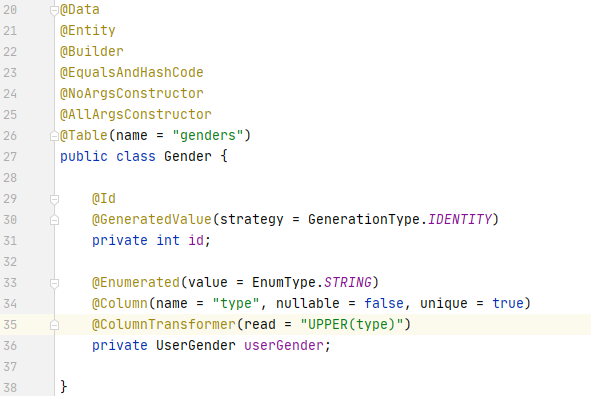 20 @Data
21 @Entity
22 @Builder
23 @EqualsAndHashCode
24 @NoArgsConstructor
25 @AllArgsConstructor
26 @Table(name = "genders")
27 public class Gender {
28
29 @Id
30 @GeneratedValue(strategy = GenerationType.IDENTITY)
31 private int id;
32
33 @Enumerated(value = EnumType.STRING)
34 @Column(name = "type", nullable = false, unique = true)
35 @ColumnTransformer(read = "UPPER(type)")
36 private UserGender userGender;
37
38 }